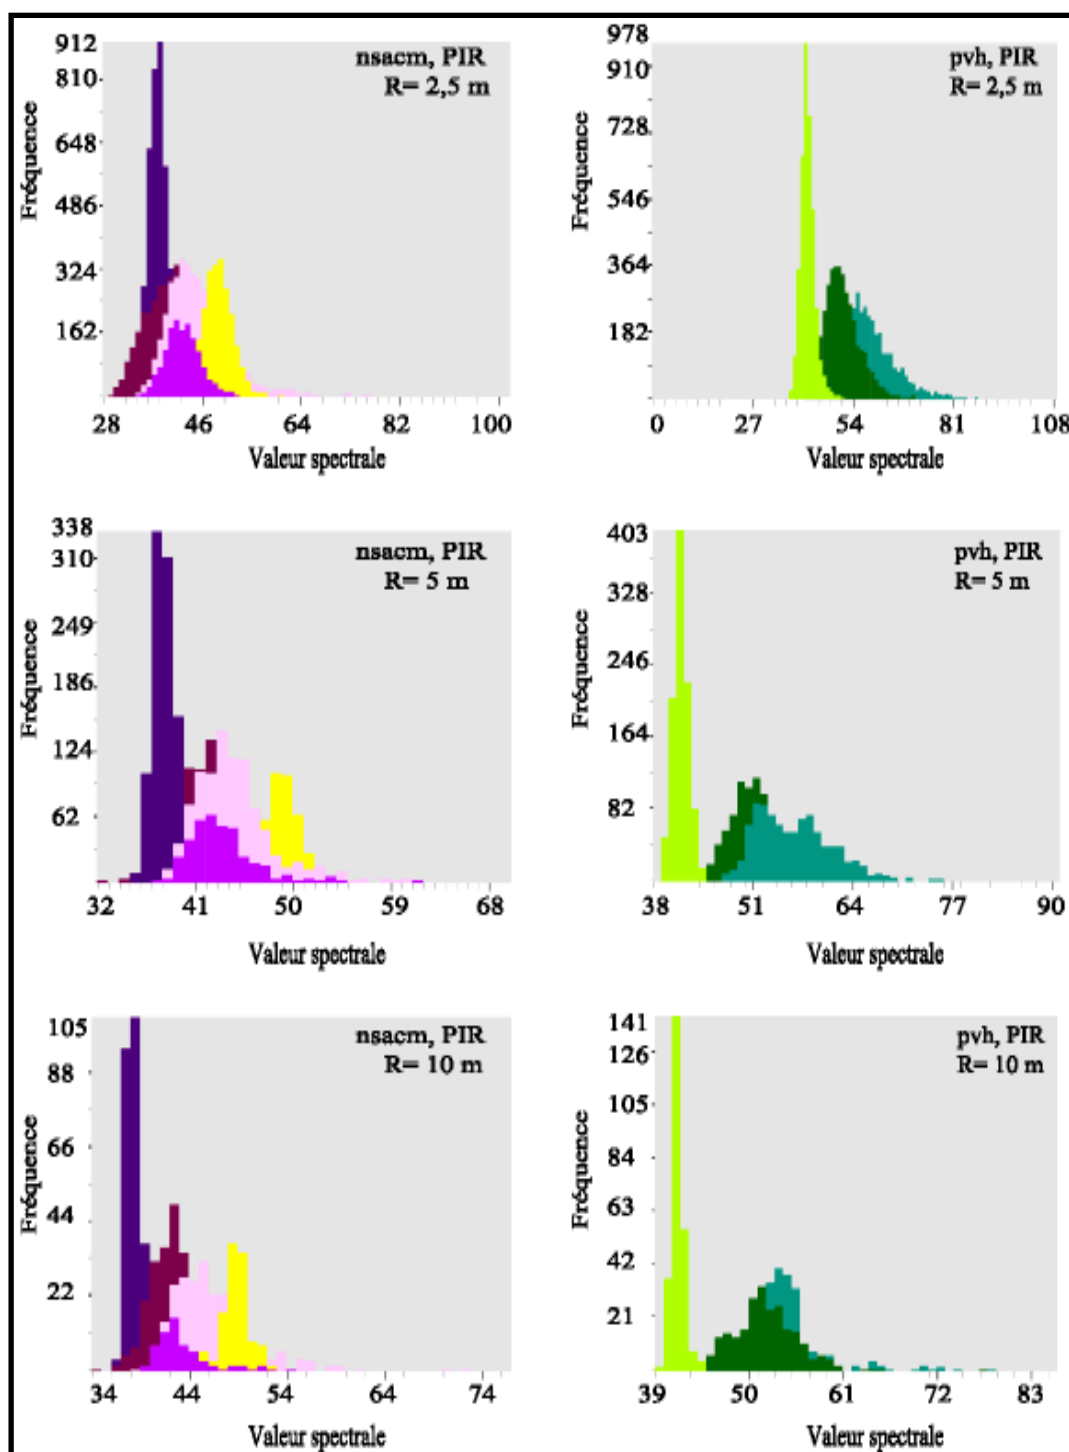 912
810
648
486
324
162
Fréquence
nsacm, PIR
R= 2,5 m
28 46 64 82 100
Valeur spectrale
978
910
728
546
364
182
Fréquence
pvh, PIR
R= 2,5 m
0 27 54 81 108
Valeur spectrale
338
310
249
186
124
62
Fréquence
nsacm, PIR
R= 5 m
32 41 50 59 68
Valeur spectrale
403
328
246
164
82
Fréquence
pvh, PIR
R= 5 m
38 51 64 77 90
Valeur spectrale
105
88
66
44
22
Fréquence
nsacm, PIR
R= 10 m
34 44 54 64 74
Valeur spectrale
141
126
105
84
63
42
21
Fréquence
pvh, PIR
R= 10 m
39 50 61 72 83
Valeur spectrale